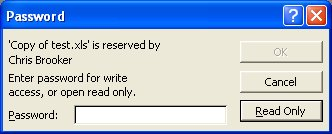 Password
?
'Copy of test.xls' is reserved by
Chris Brooker
OK
Enter password for write
access, or open read only.
Cancel
Password:
Read Only